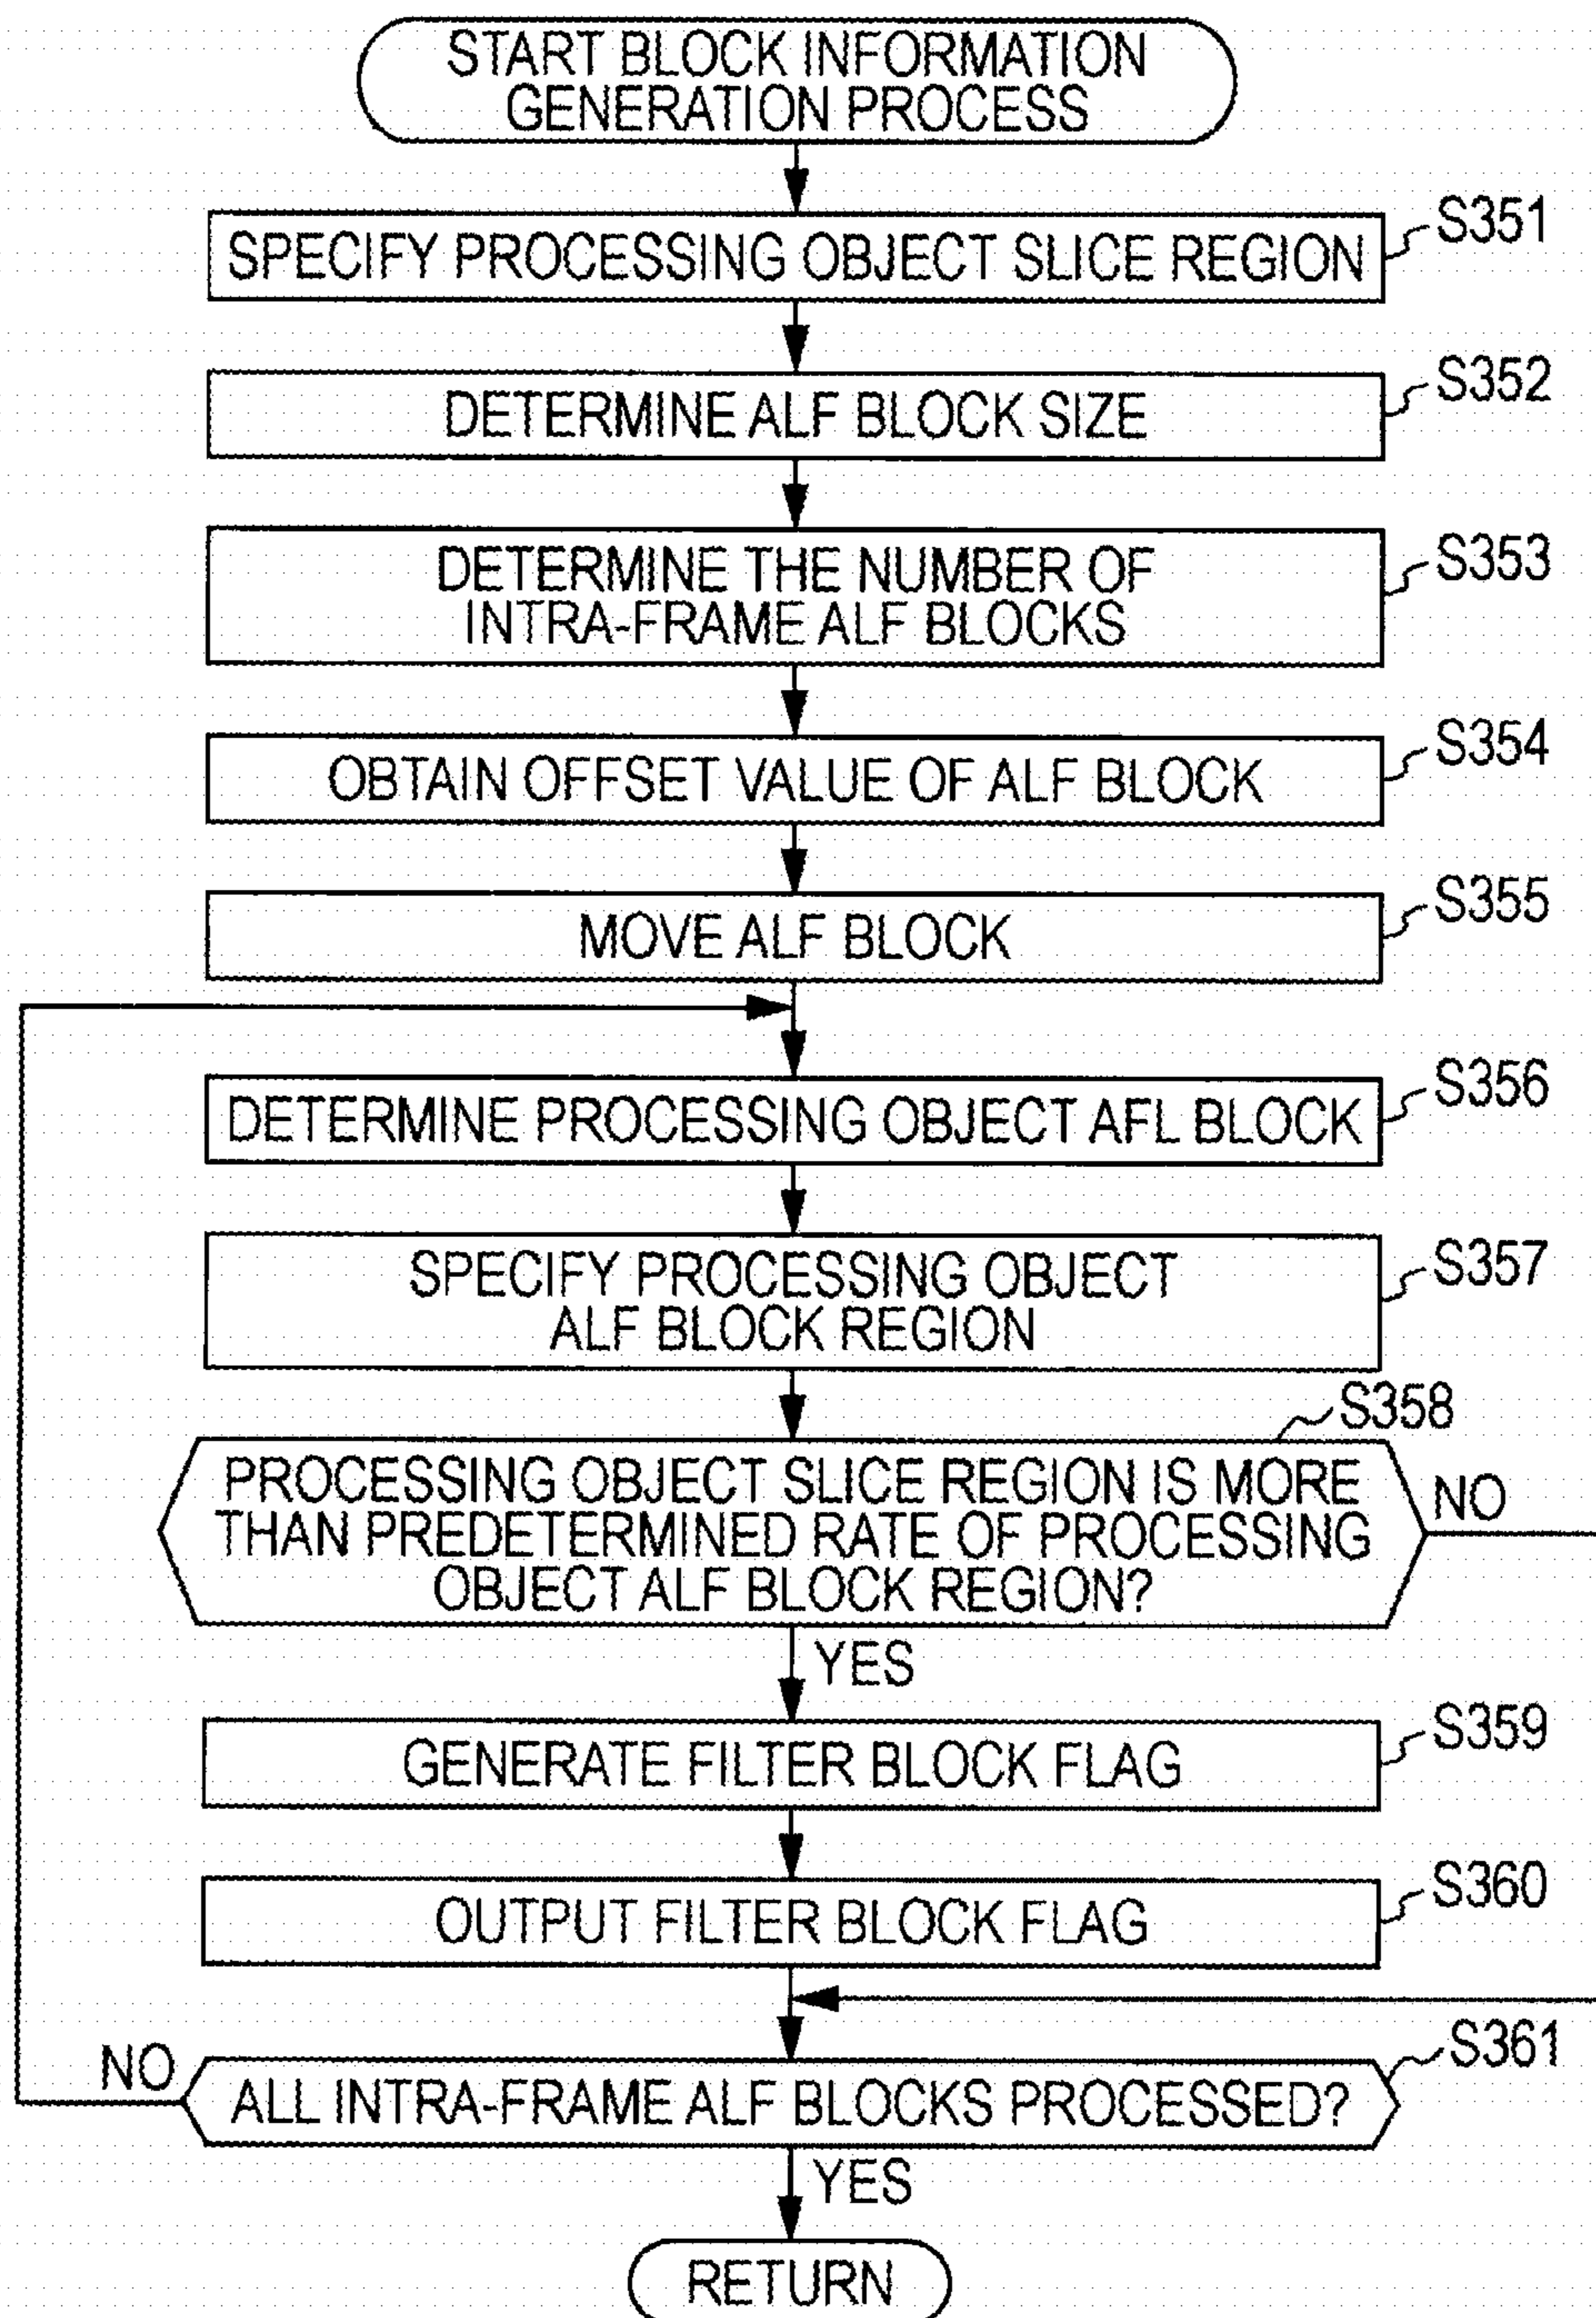 START BLOCK INFORMATION
GENERATION PROCESS
SPECIFY PROCESSING OBJECT SLICE REGION
S351
DETERMINE ALF BLOCK SIZE
S352
DETERMINE THE NUMBER OF
INTRA-FRAME ALF BLOCKS
S353
OBTAIN OFFSET VALUE OF ALF BLOCK
S354
MOVE ALF BLOCK
S355
DETERMINE PROCESSING OBJECT AFL BLOCK
S356
SPECIFY PROCESSING OBJECT
ALF BLOCK REGION
S357
S358
PROCESSING OBJECT SLICE REGION IS MORE
THAN PREDETERMINED RATE OF PROCESSING
OBJECT ALF BLOCK REGION?
NO
YES
GENERATE FILTER BLOCK FLAG
S359
OUTPUT FILTER BLOCK FLAG
S360
S361
NO
ALL INTRA-FRAME ALF BLOCKS PROCESSED?
YES
RETURN